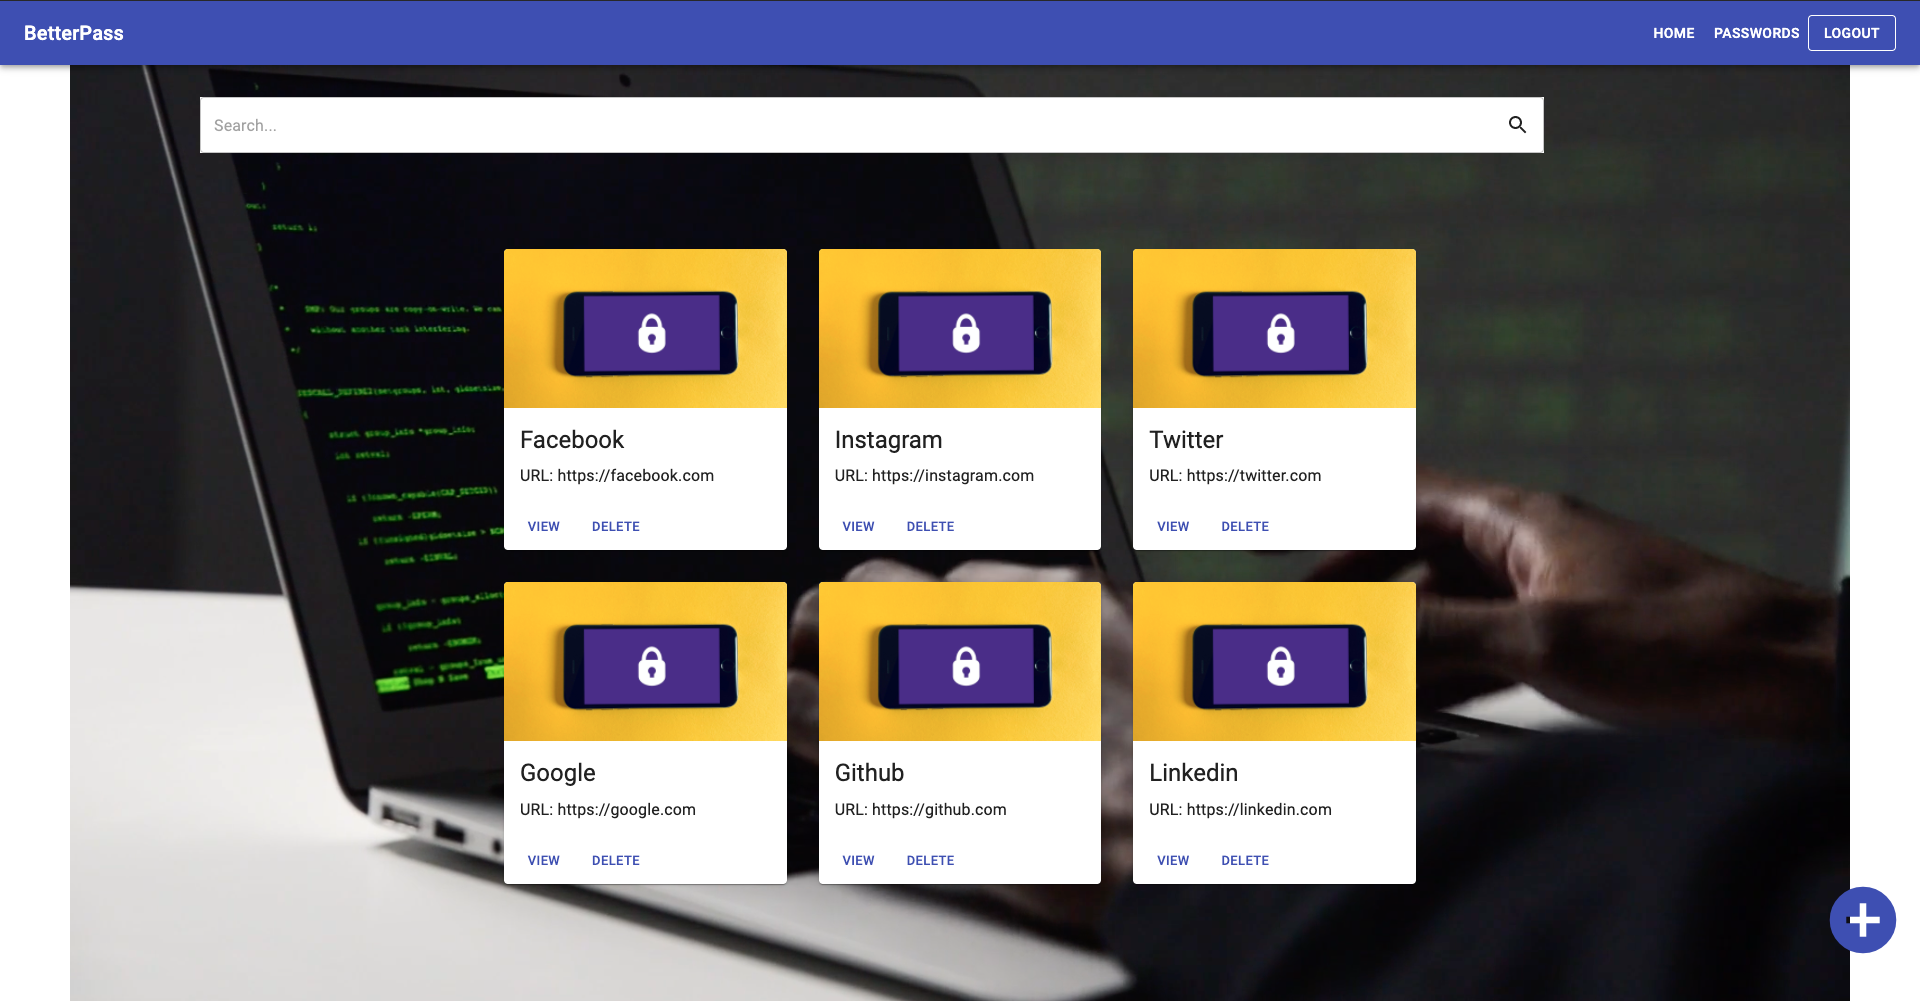 BetterPass
HOME PASSWORDS LOGOUT
Search...
return 1;
Facebook
URL: https://facebook.com
VIEW DELETE
Instagram
URL: https://instagram.com
VIEW DELETE
Twitter
URL: https://twitter.com
VIEW DELETE
Google
URL: https://google.com
VIEW DELETE
Github
URL: https://github.com
VIEW DELETE
Linkedin
URL: https://linkedin.com
VIEW DELETE